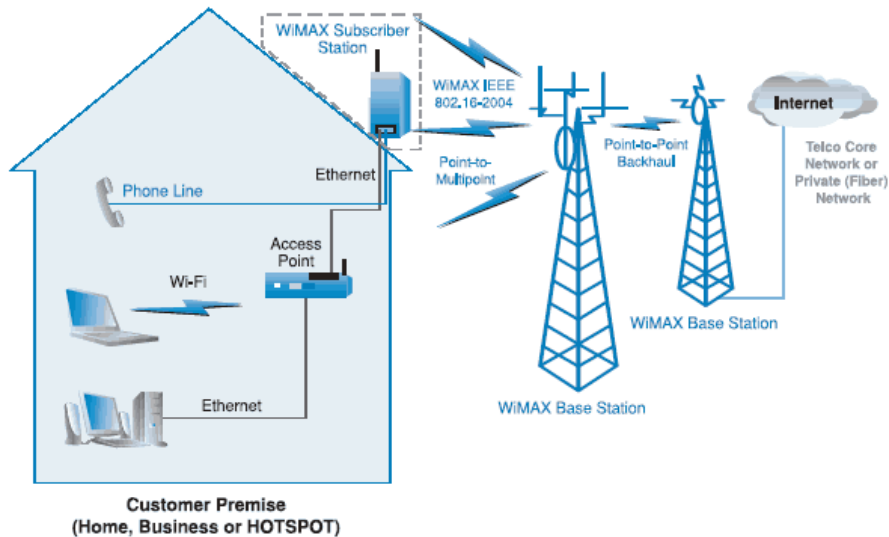 WiMAX Subscriber
Station
WiMAX IEEE
802.16-2004
Internet
Point-to-Point
Backhaul
Telco Core
Network or
Private (Fiber)
Network
Ethernet
Point-to-
Multipoint
Phone Line
Access
Point
Wi-Fi
WiMAX Base Station
Ethernet
WiMAX Base Station
Customer Premise
(Home, Business or HOTSPOT)